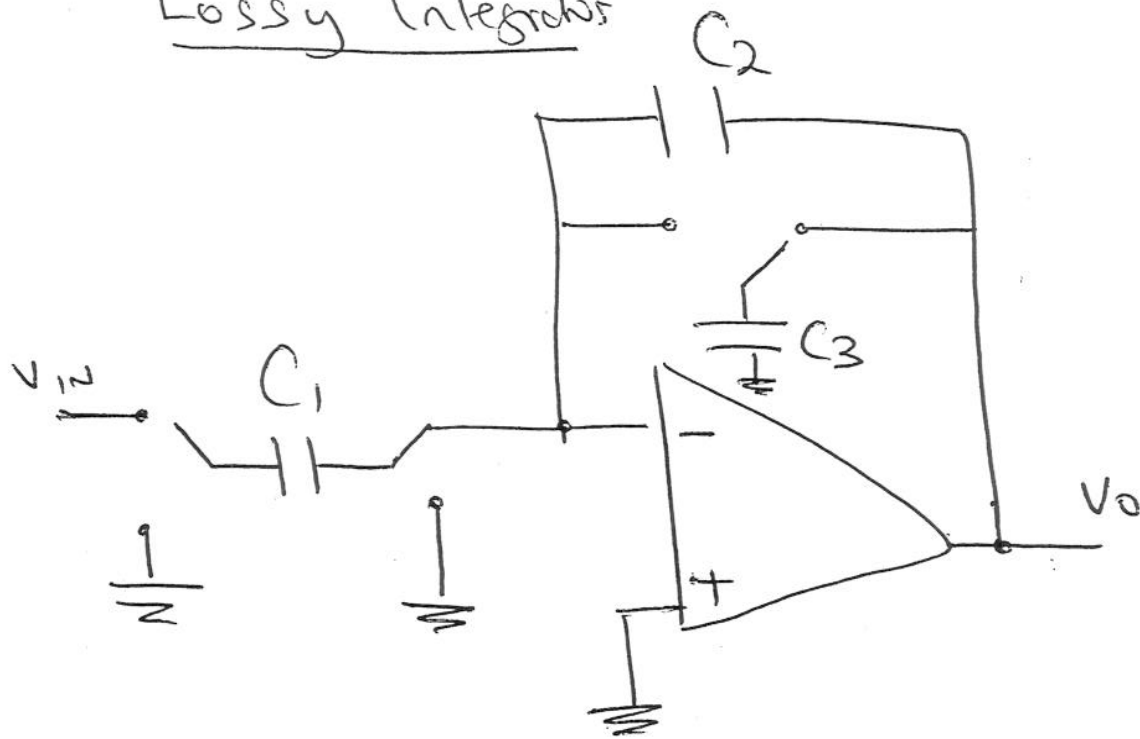 Lossy Integrator
C2
C3
VIN
C1
−
VO
+